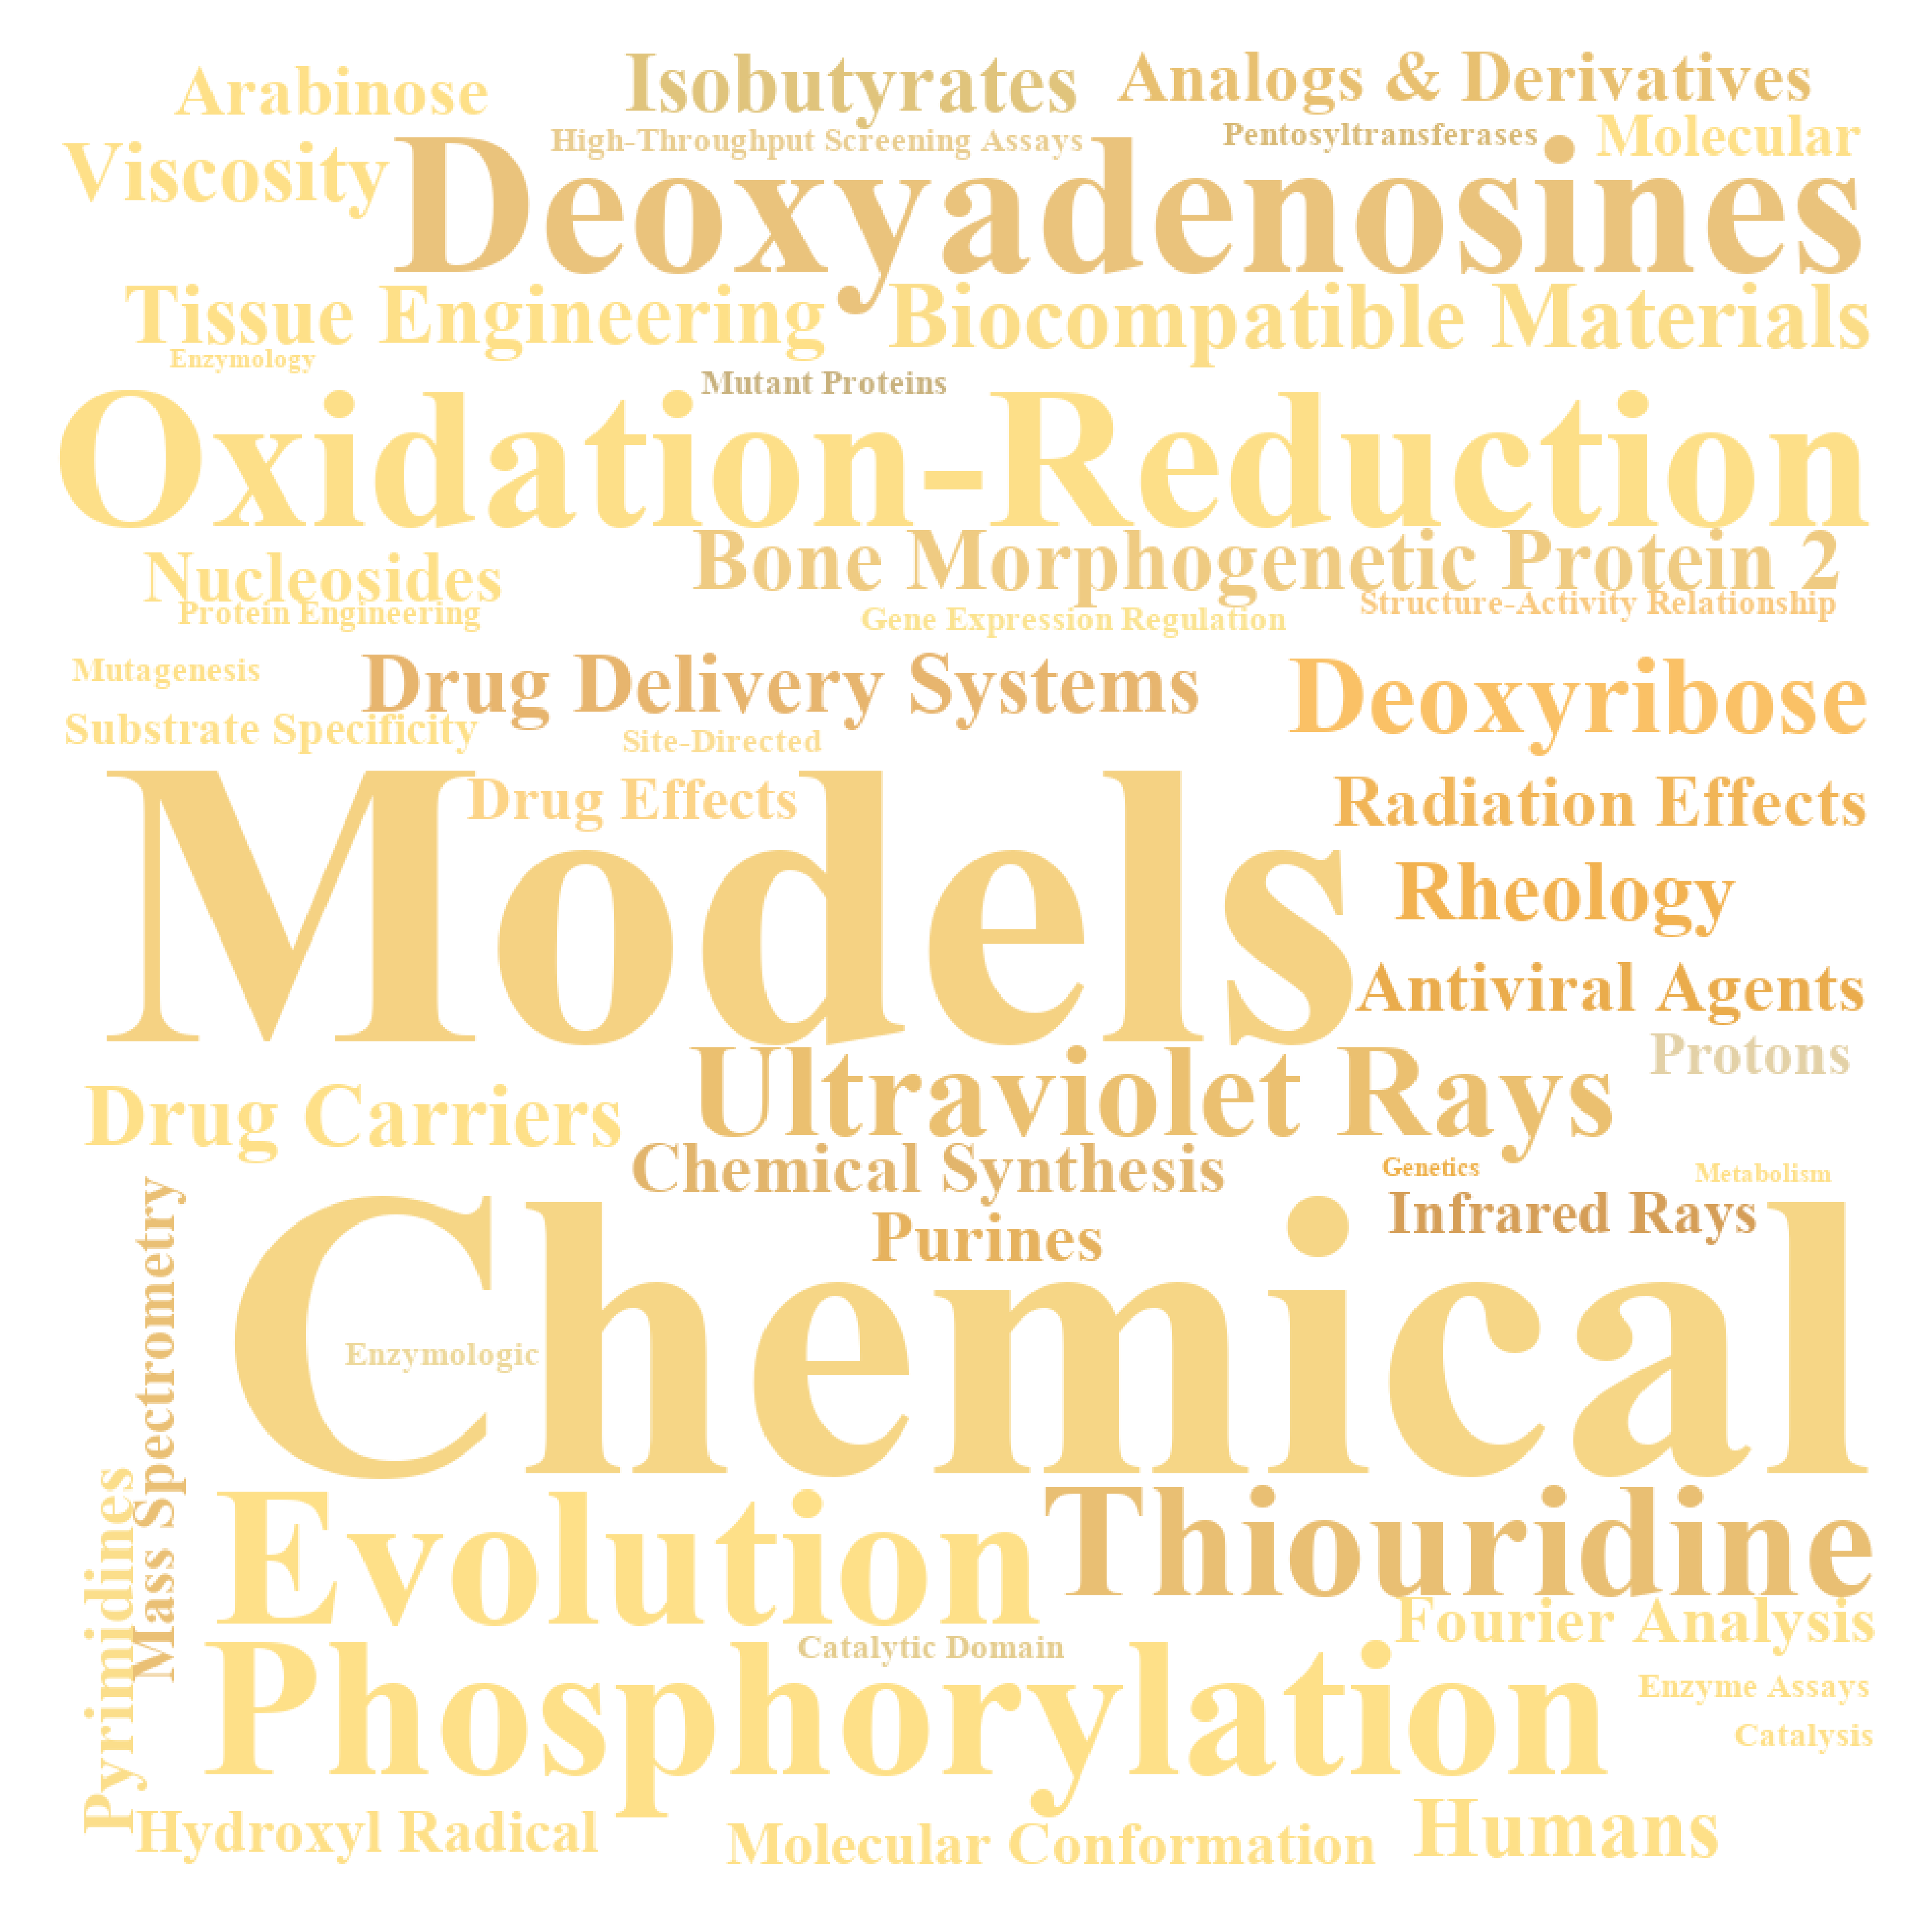 Arabinose
Isobutyrates
Analogs & Derivatives
High-Throughput Screening Assays
Pentosyltransferases
Molecular
Viscosity
Deoxyadenosines
Tissue Engineering
Biocompatible Materials
Enzymology
Mutant Proteins
Oxidation-Reduction
Nucleosides
Bone Morphogenetic Protein 2
Protein Engineering
Gene Expression Regulation
Structure-Activity Relationship
Mutagenesis
Drug Delivery Systems
Deoxyribose
Substrate Specificity
Site-Directed
Drug Effects
Radiation Effects
Models
Rheology
Antiviral Agents
Protons
Drug Carriers
Ultraviolet Rays
Chemical Synthesis
Genetics
Metabolism
Purines
Infrared Rays
Mass Spectrometry
Chemical
Enzymologic
Evolution
Thiouridine
Pyrimidines
Fourier Analysis
Catalytic Domain
Phosphorylation
Enzyme Assays
Catalysis
Hydroxyl Radical
Molecular Conformation
Humans